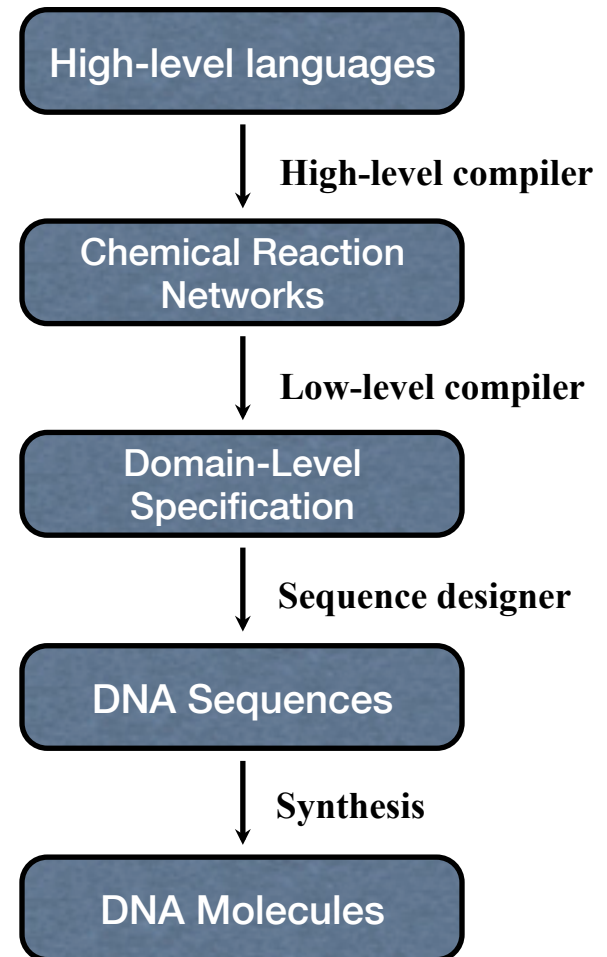 High-level languages
High-level compiler
Chemical Reaction
Networks
Low-level compiler
Domain-Level
Specification
Sequence designer
DNA Sequences
Synthesis
DNA Molecules